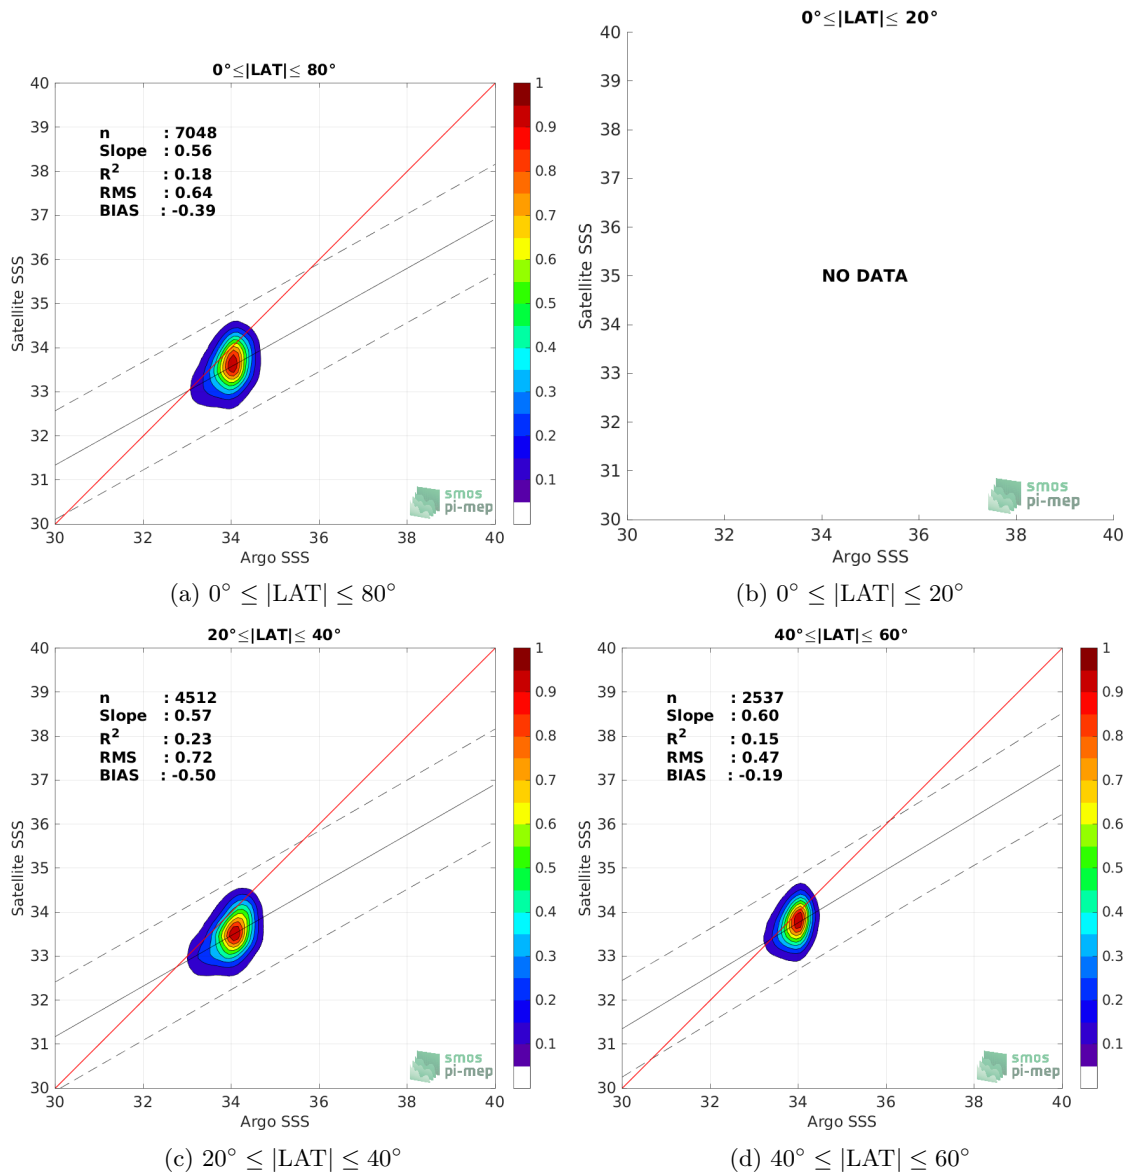 0°≤|LAT|≤ 80°
40
39
38
37
36
35
34
33
32
31
30
Satellite SSS
n : 7048
Slope : 0.56
R² : 0.18
RMS : 0.64
BIAS : -0.39
smos
pi-mep
30 32 34 36 38 40
Argo SSS
1
0.9
0.8
0.7
0.6
0.5
0.4
0.3
0.2
0.1
(a) 0° ≤ |LAT| ≤ 80°
0°≤|LAT|≤ 20°
40
39
38
37
36
35
34
33
32
31
30
Satellite SSS
NO DATA
smos
pi-mep
30 32 34 36 38 40
Argo SSS
(b) 0° ≤ |LAT| ≤ 20°
20°≤|LAT|≤ 40°
40
39
38
37
36
35
34
33
32
31
30
Satellite SSS
n : 4512
Slope : 0.57
R² : 0.23
RMS : 0.72
BIAS : -0.50
smos
pi-mep
30 32 34 36 38 40
Argo SSS
1
0.9
0.8
0.7
0.6
0.5
0.4
0.3
0.2
0.1
(c) 20° ≤ |LAT| ≤ 40°
40°≤|LAT|≤ 60°
40
39
38
37
36
35
34
33
32
31
30
Satellite SSS
n : 2537
Slope : 0.60
R² : 0.15
RMS : 0.47
BIAS : -0.19
smos
pi-mep
30 32 34 36 38 40
Argo SSS
1
0.9
0.8
0.7
0.6
0.5
0.4
0.3
0.2
0.1
(d) 40° ≤ |LAT| ≤ 60°